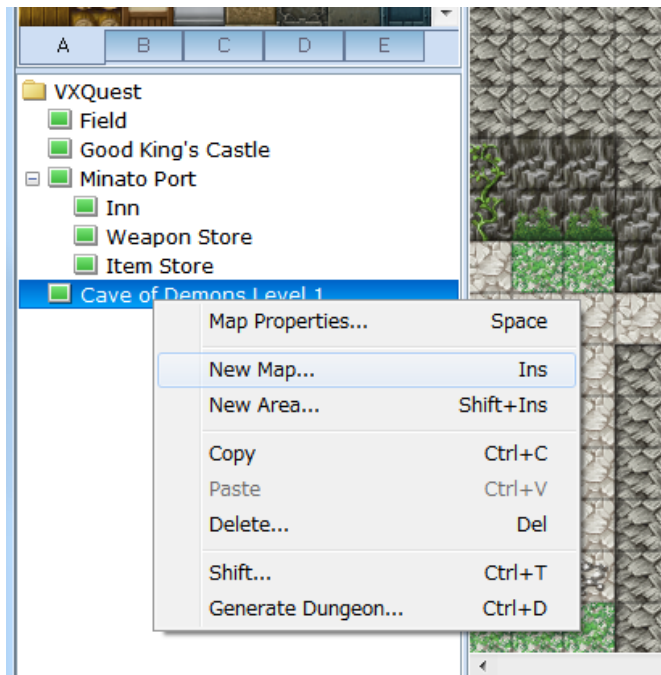 A B C D E
VXQuest
Field
Good King's Castle
Minato Port
Inn
Weapon Store
Item Store
Cave of Demons Level 1
Map Properties... Space
New Map... Ins
New Area... Shift+Ins
Copy Ctrl+C
Paste Ctrl+V
Delete... Del
Shift... Ctrl+T
Generate Dungeon... Ctrl+D